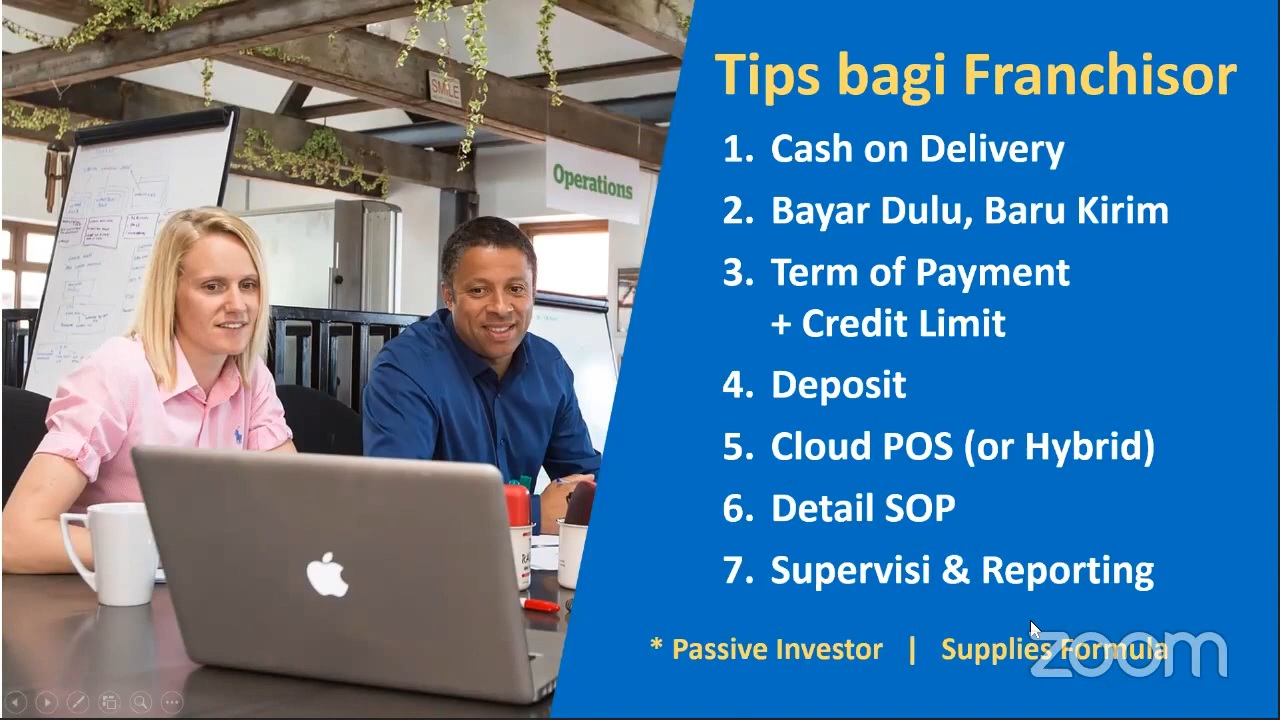 Tips bagi Franchisor
1. Cash on Delivery
2. Bayar Dulu, Baru Kirim
3. Term of Payment
+ Credit Limit
4. Deposit
5. Cloud POS (or Hybrid)
6. Detail SOP
7. Supervisi & Reporting
* Passive Investor | Supplies Formula
zoom
SMILE
Operations